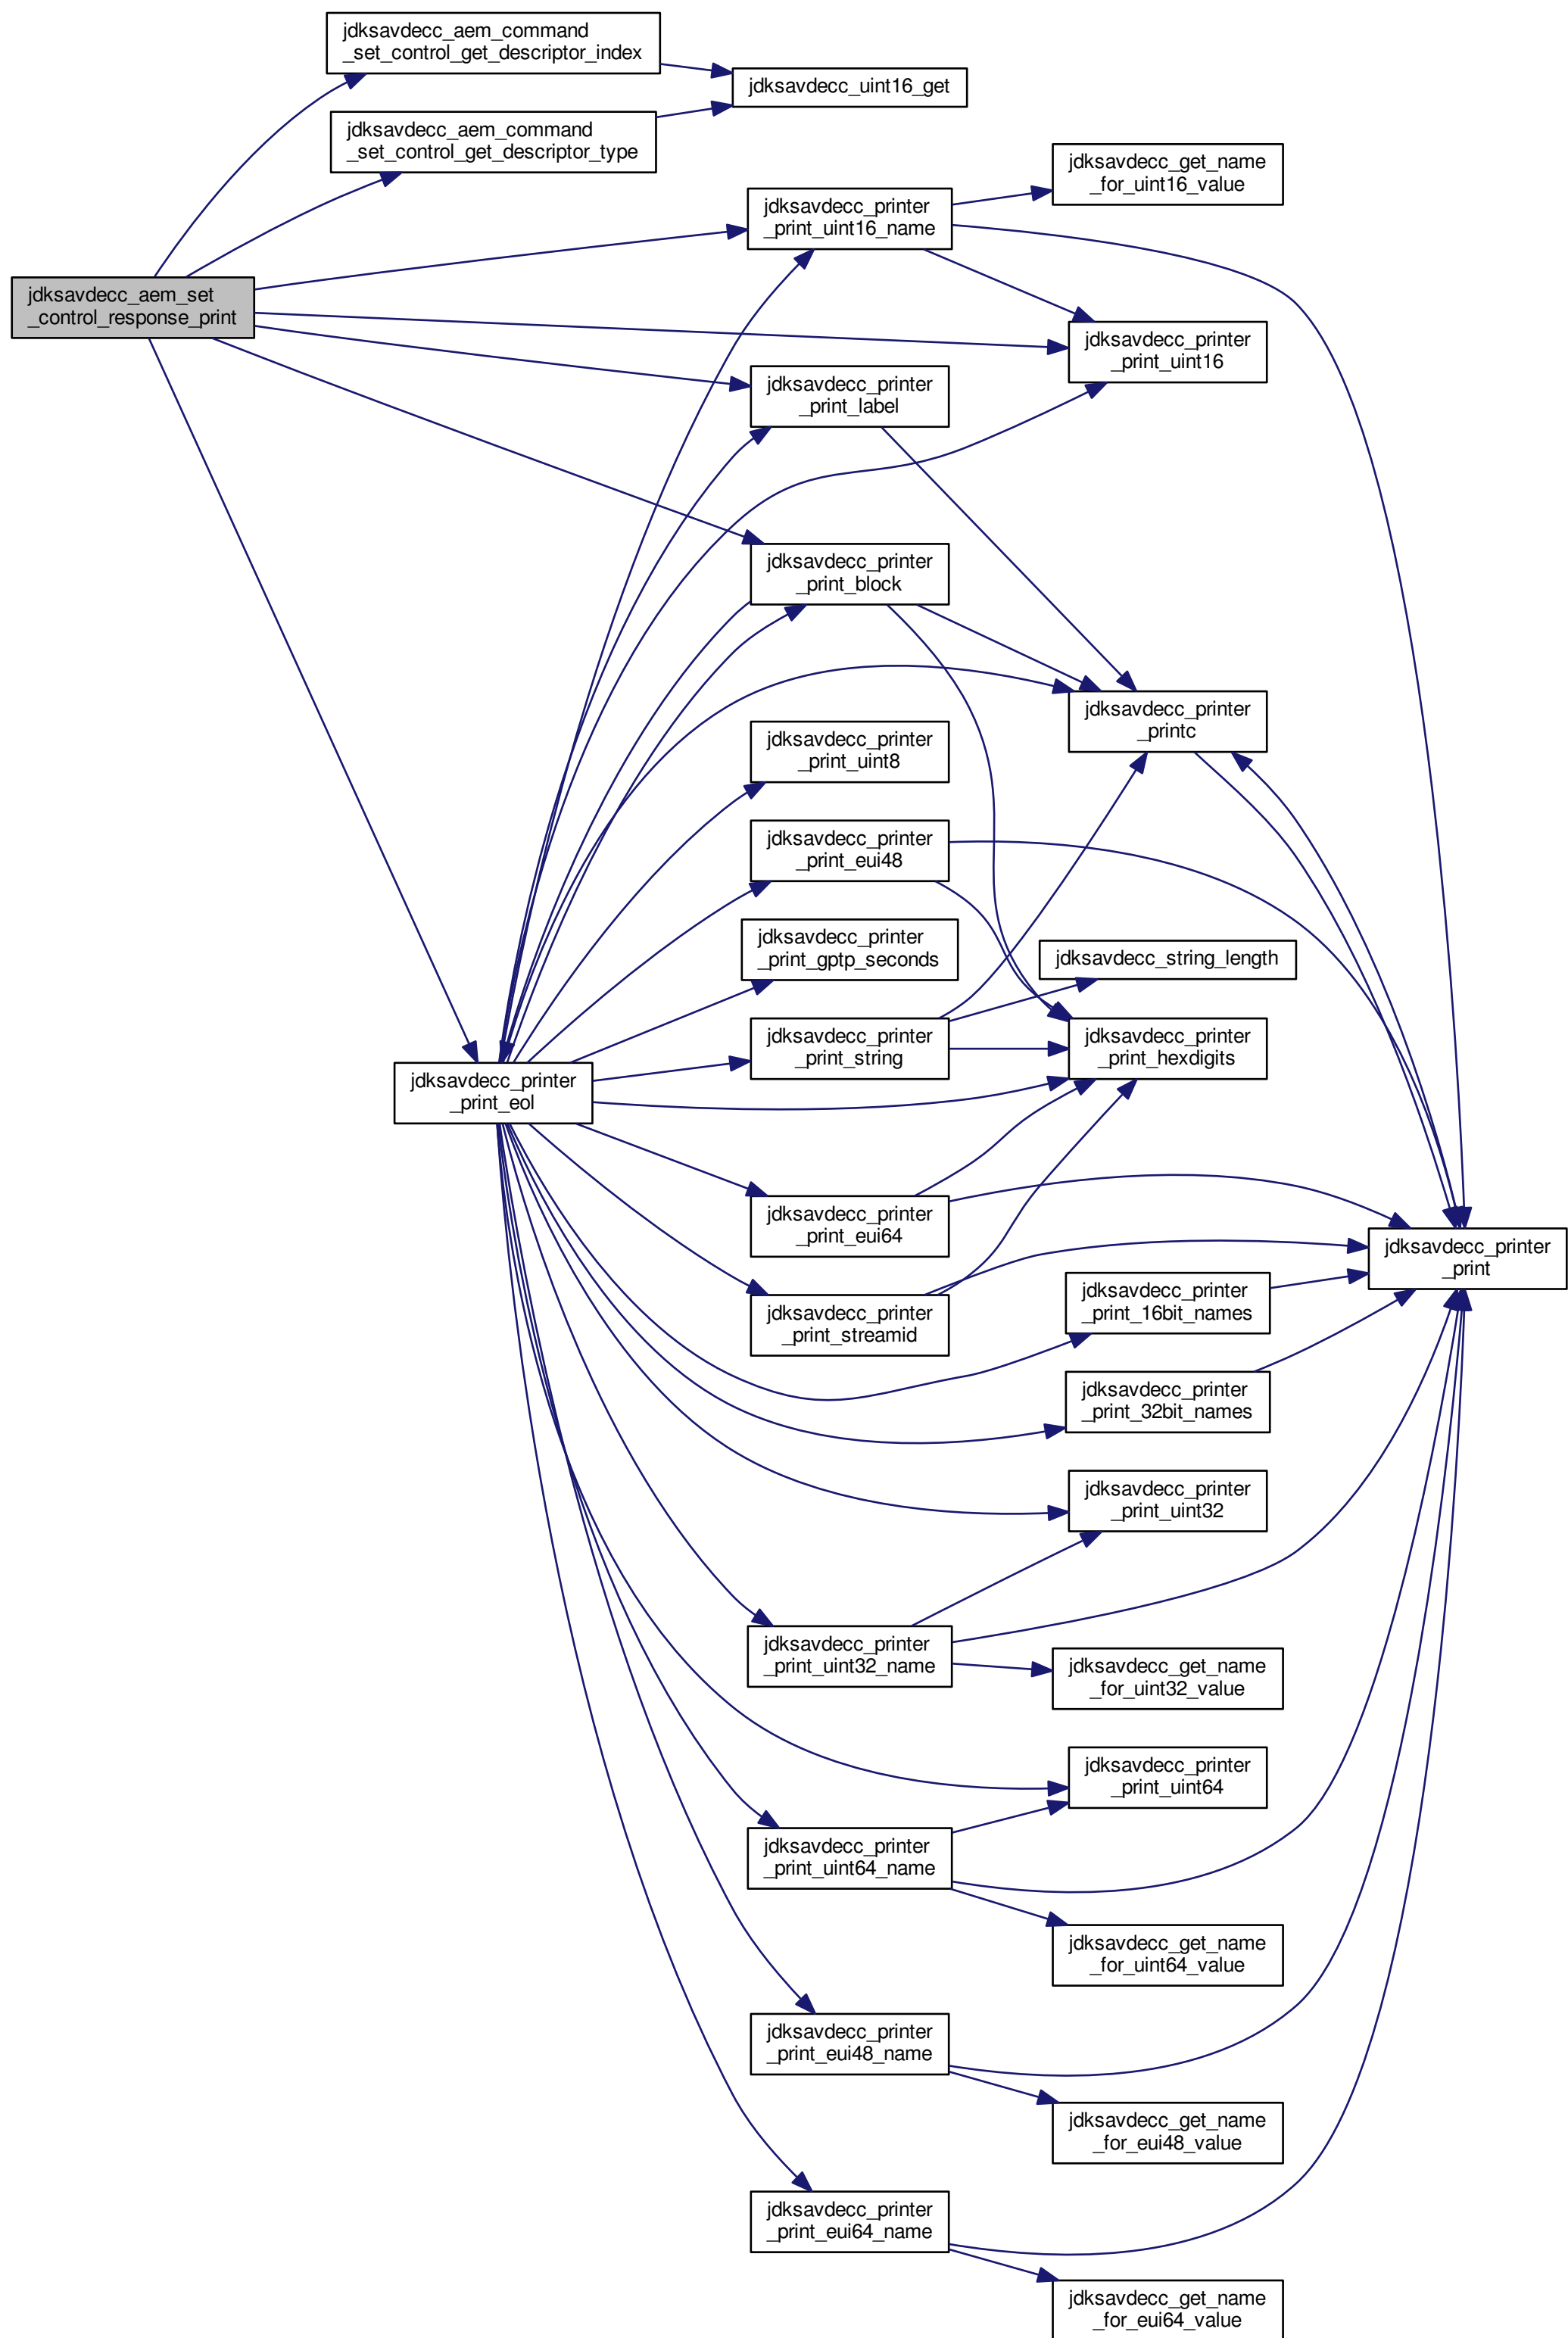 jdksavdecc_aem_command
_set_control_get_descriptor_index
jdksavdecc_uint16_get
jdksavdecc_aem_command
_set_control_get_descriptor_type
jdksavdecc_get_name
_for_uint16_value
jdksavdecc_printer
_print_uint16_name
jdksavdecc_aem_set
_control_response_print
jdksavdecc_printer
_print_uint16
jdksavdecc_printer
_print_label
jdksavdecc_printer
_print_block
jdksavdecc_printer
_printc
jdksavdecc_printer
_print_uint8
jdksavdecc_printer
_print_eui48
jdksavdecc_printer
_print_gptp_seconds
jdksavdecc_string_length
jdksavdecc_printer
_print_string
jdksavdecc_printer
_print_hexdigits
jdksavdecc_printer
_print_eol
jdksavdecc_printer
_print_eui64
jdksavdecc_printer
_print
jdksavdecc_printer
_print_16bit_names
jdksavdecc_printer
_print_streamid
jdksavdecc_printer
_print_32bit_names
jdksavdecc_printer
_print_uint32
jdksavdecc_printer
_print_uint32_name
jdksavdecc_get_name
_for_uint32_value
jdksavdecc_printer
_print_uint64
jdksavdecc_printer
_print_uint64_name
jdksavdecc_get_name
_for_uint64_value
jdksavdecc_printer
_print_eui48_name
jdksavdecc_get_name
_for_eui48_value
jdksavdecc_printer
_print_eui64_name
jdksavdecc_get_name
_for_eui64_value